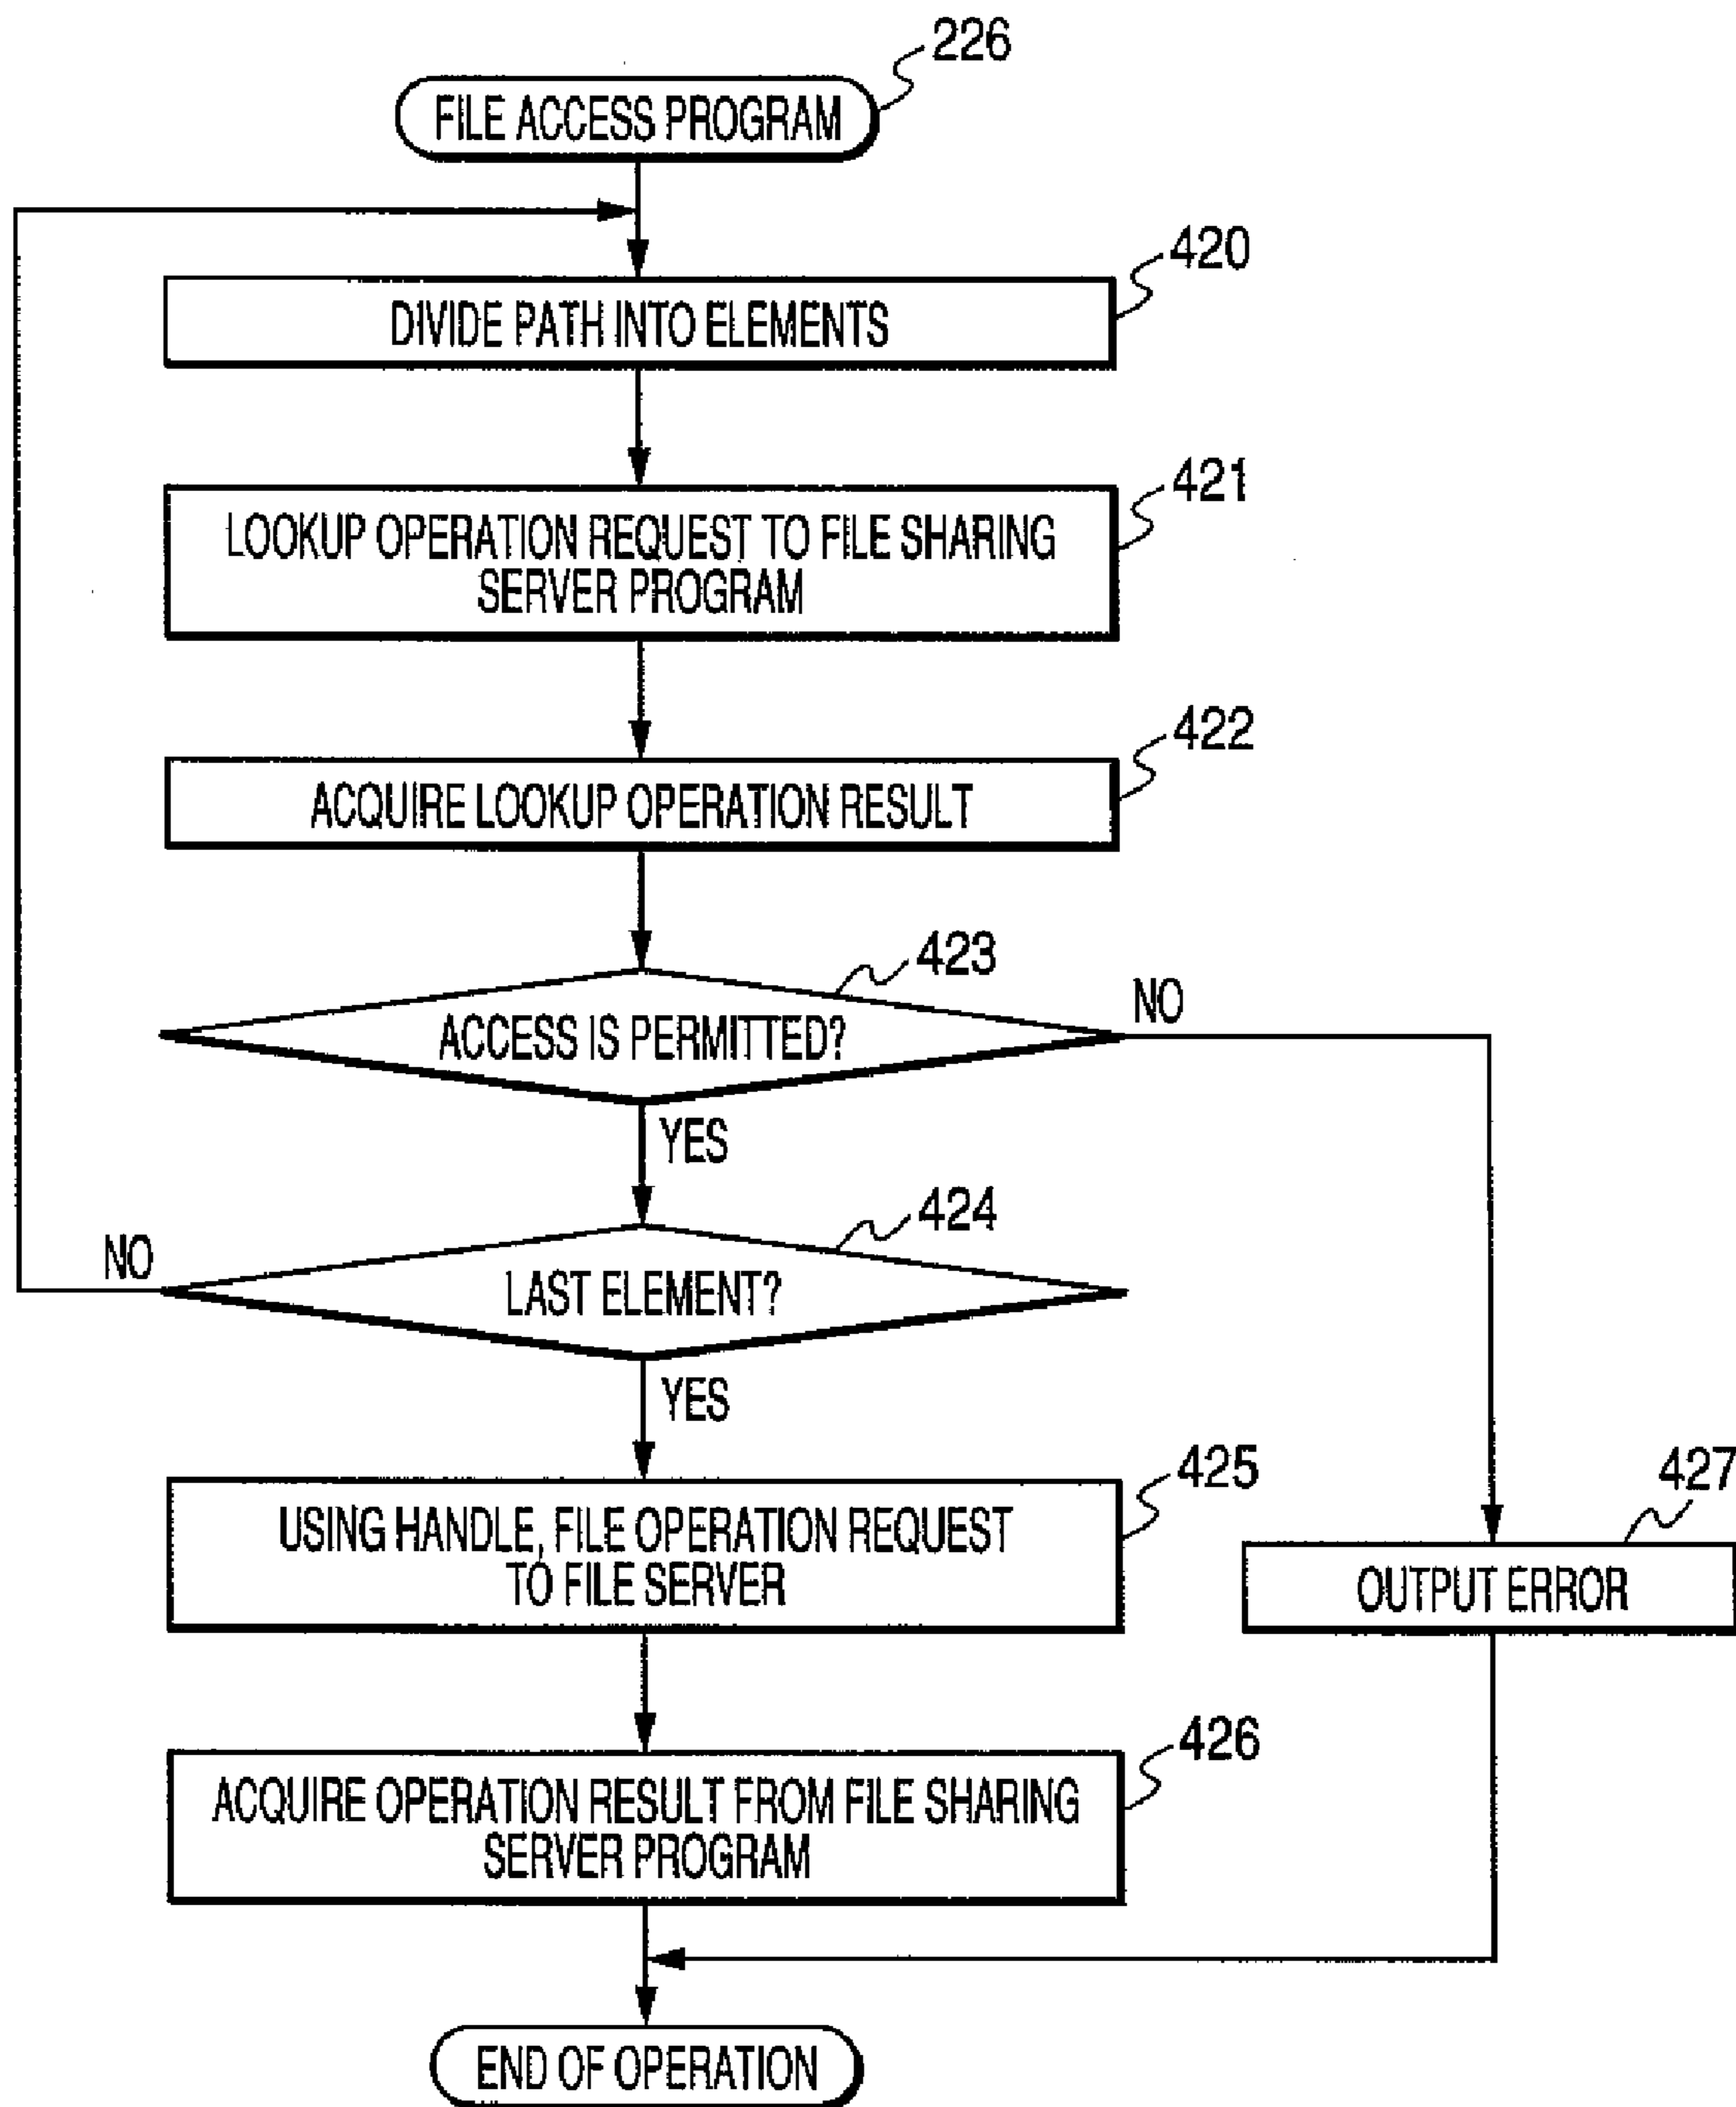 226
FILE ACCESS PROGRAM
420
DIVIDE PATH INTO ELEMENTS
421
LOOKUP OPERATION REQUEST TO FILE SHARING
SERVER PROGRAM
422
ACQUIRE LOOKUP OPERATION RESULT
423
ACCESS IS PERMITTED?
NO
YES
424
LAST ELEMENT?
NO
YES
425
USING HANDLE, FILE OPERATION REQUEST
TO FILE SERVER
427
OUTPUT ERROR
426
ACQUIRE OPERATION RESULT FROM FILE SHARING
SERVER PROGRAM
END OF OPERATION